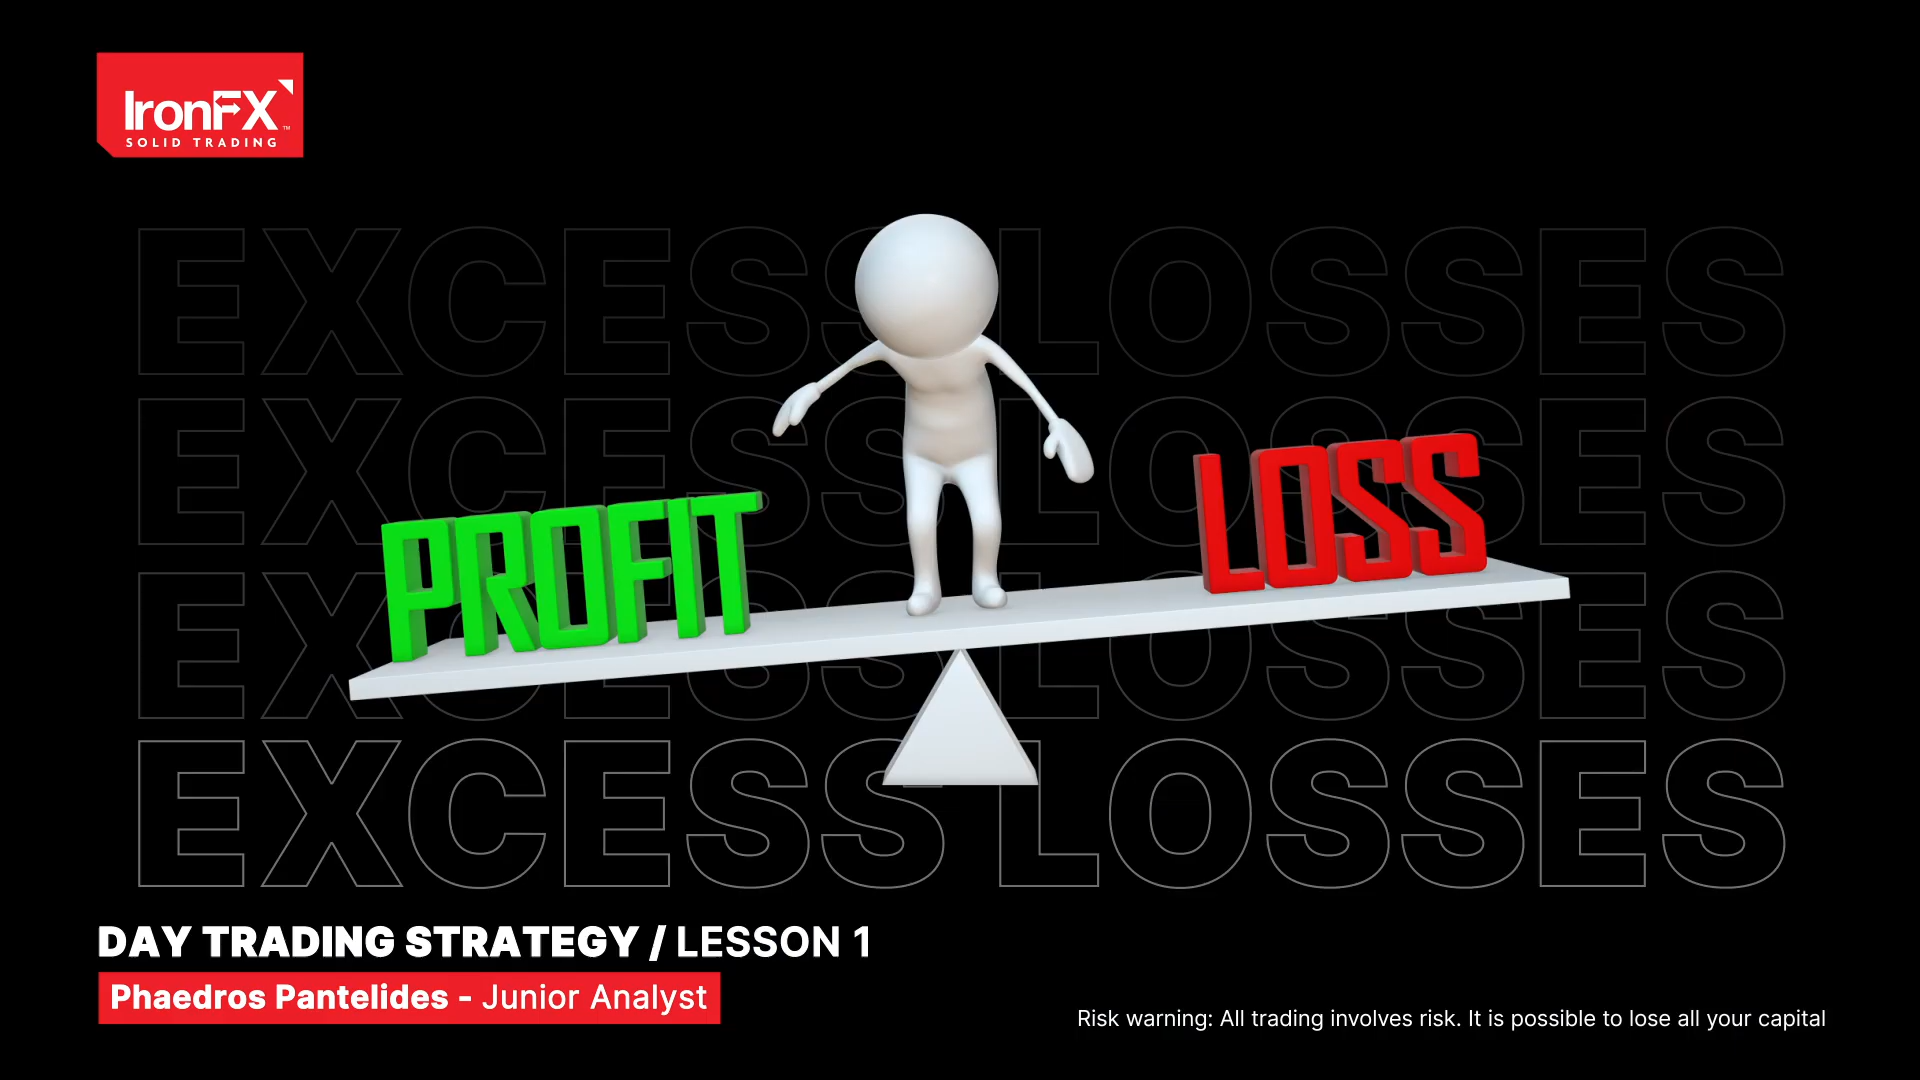 IronFX™
SOLID TRADING
EXCESS LOSSES
EXCESS LOSSES
PROFIT
LOSS
EXCESS LOSSES
EXCESS LOSSES
DAY TRADING STRATEGY / LESSON 1
Phaedros Pantelides - Junior Analyst
Risk warning: All trading involves risk. It is possible to lose all your capital